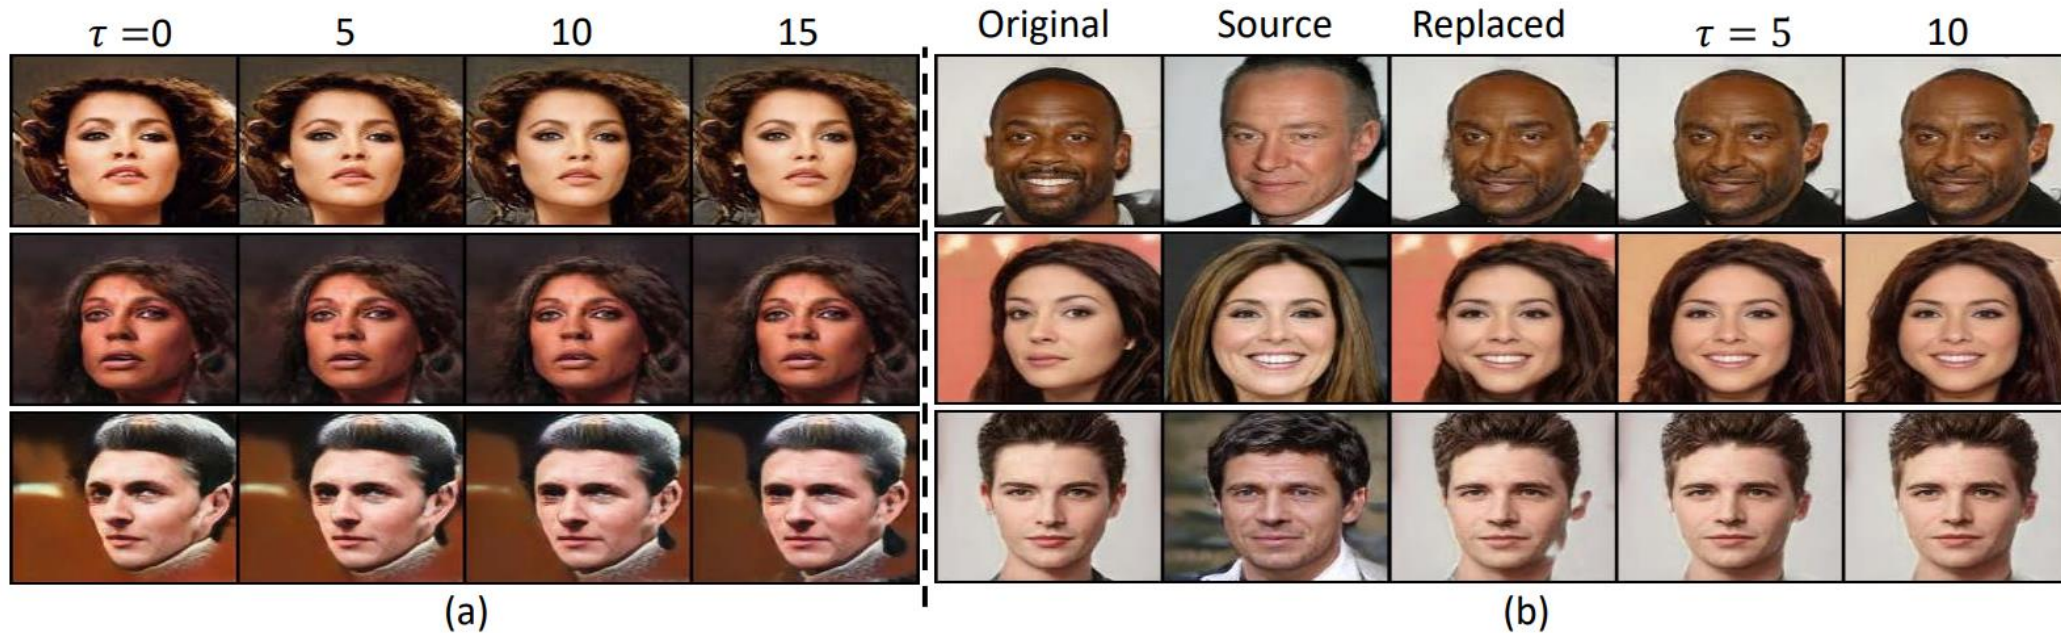 τ =0 5 10 15 Original Source Replaced τ = 5 10
(a) (b)